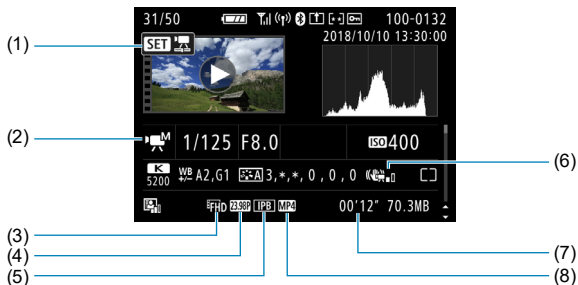 31/50 100-0132
(1) SET 2018/10/10 13:30:00
(2) M 1/125 F8.0 ISO 400
K 5200 WB +/- A2,G1 A 3,*,*,0,0,0 (6)
FHD 23.98P IPB MP4 00'12" 70.3MB
(3)
(4)
(5)
(7)
(8)